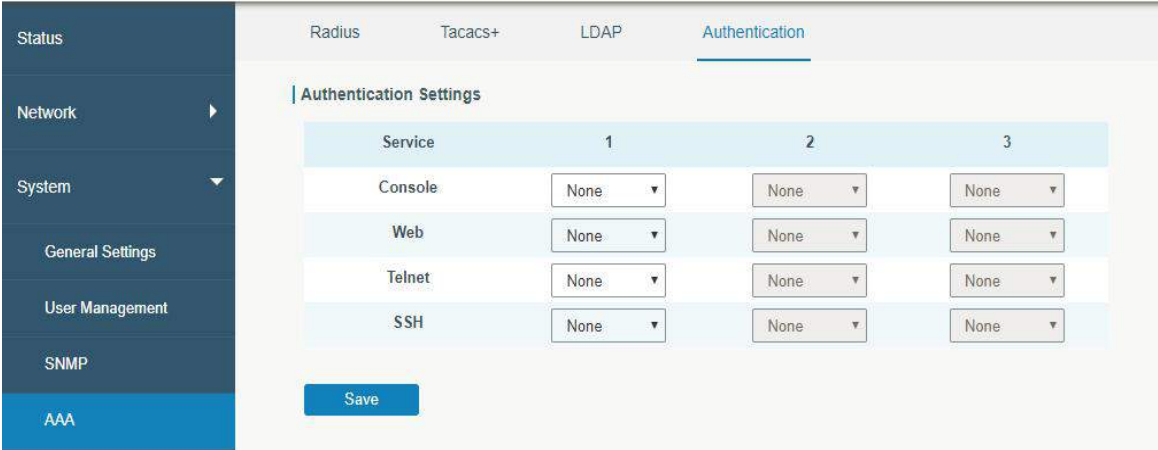 Status
Network
System
General Settings
User Management
SNMP
AAA
Radius Tacacs+ LDAP Authentication
Authentication Settings
Service 1 2 3
Console None None None
Web None None None
Telnet None None None
SSH None None None
Save